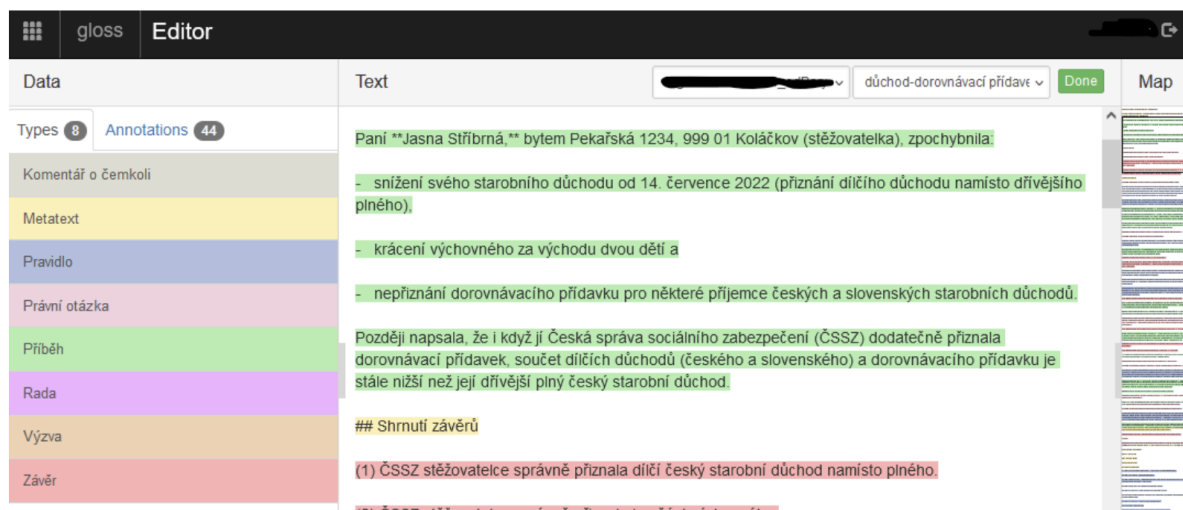 gloss Editor
Data
Text
důchod-dorovnávací přídave
Done
Map
Types 8 Annotations 44
Komentář o čemkoli
Metatext
Pravidlo
Právní otázka
Příběh
Rada
Výzva
Závěr
Paní **Jasna Stříbrná,** bytem Pekařská 1234, 999 01 Koláčkov (stěžovatelka), zpochybnila:
- snížení svého starobního důchodu od 14. července 2022 (přiznání dílčího důchodu namísto dřívějšího
plného),
- krácení výchovného za východu dvou dětí a
- nepřiznání dorovnávacího přídavku pro některé příjemce českých a slovenských starobních důchodů.
Později napsala, že i když jí Česká správa sociálního zabezpečení (ČSSZ) dodatečně přiznala
dorovnávací přídavek, součet dílčích důchodů (českého a slovenského) a dorovnávacího přídavku je
stále nižší než její dřívější plný český starobní důchod.
## Shrnutí závěrů
(1) ČSSZ stěžovatelce správně přiznala dílčí český starobní důchod namísto plného.